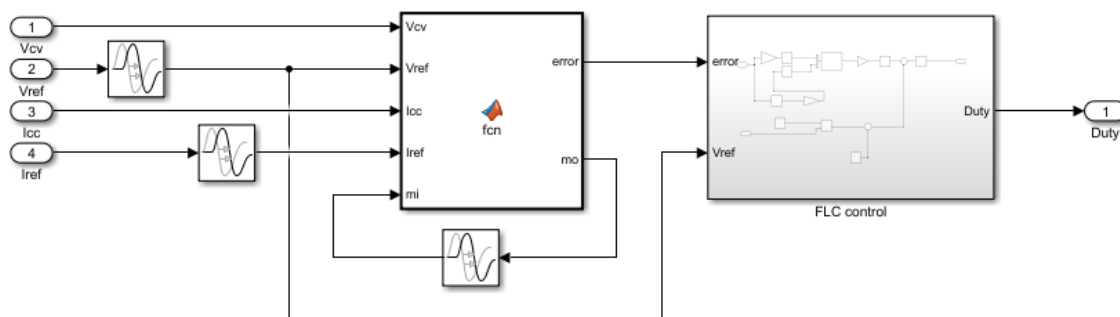 1
Vcv
2
Vref
3
Icc
4
Iref
Vcv
Vref
Icc
Iref
mi
error
mo
fcn
error
Vref
Duty
FLC control
1
Duty